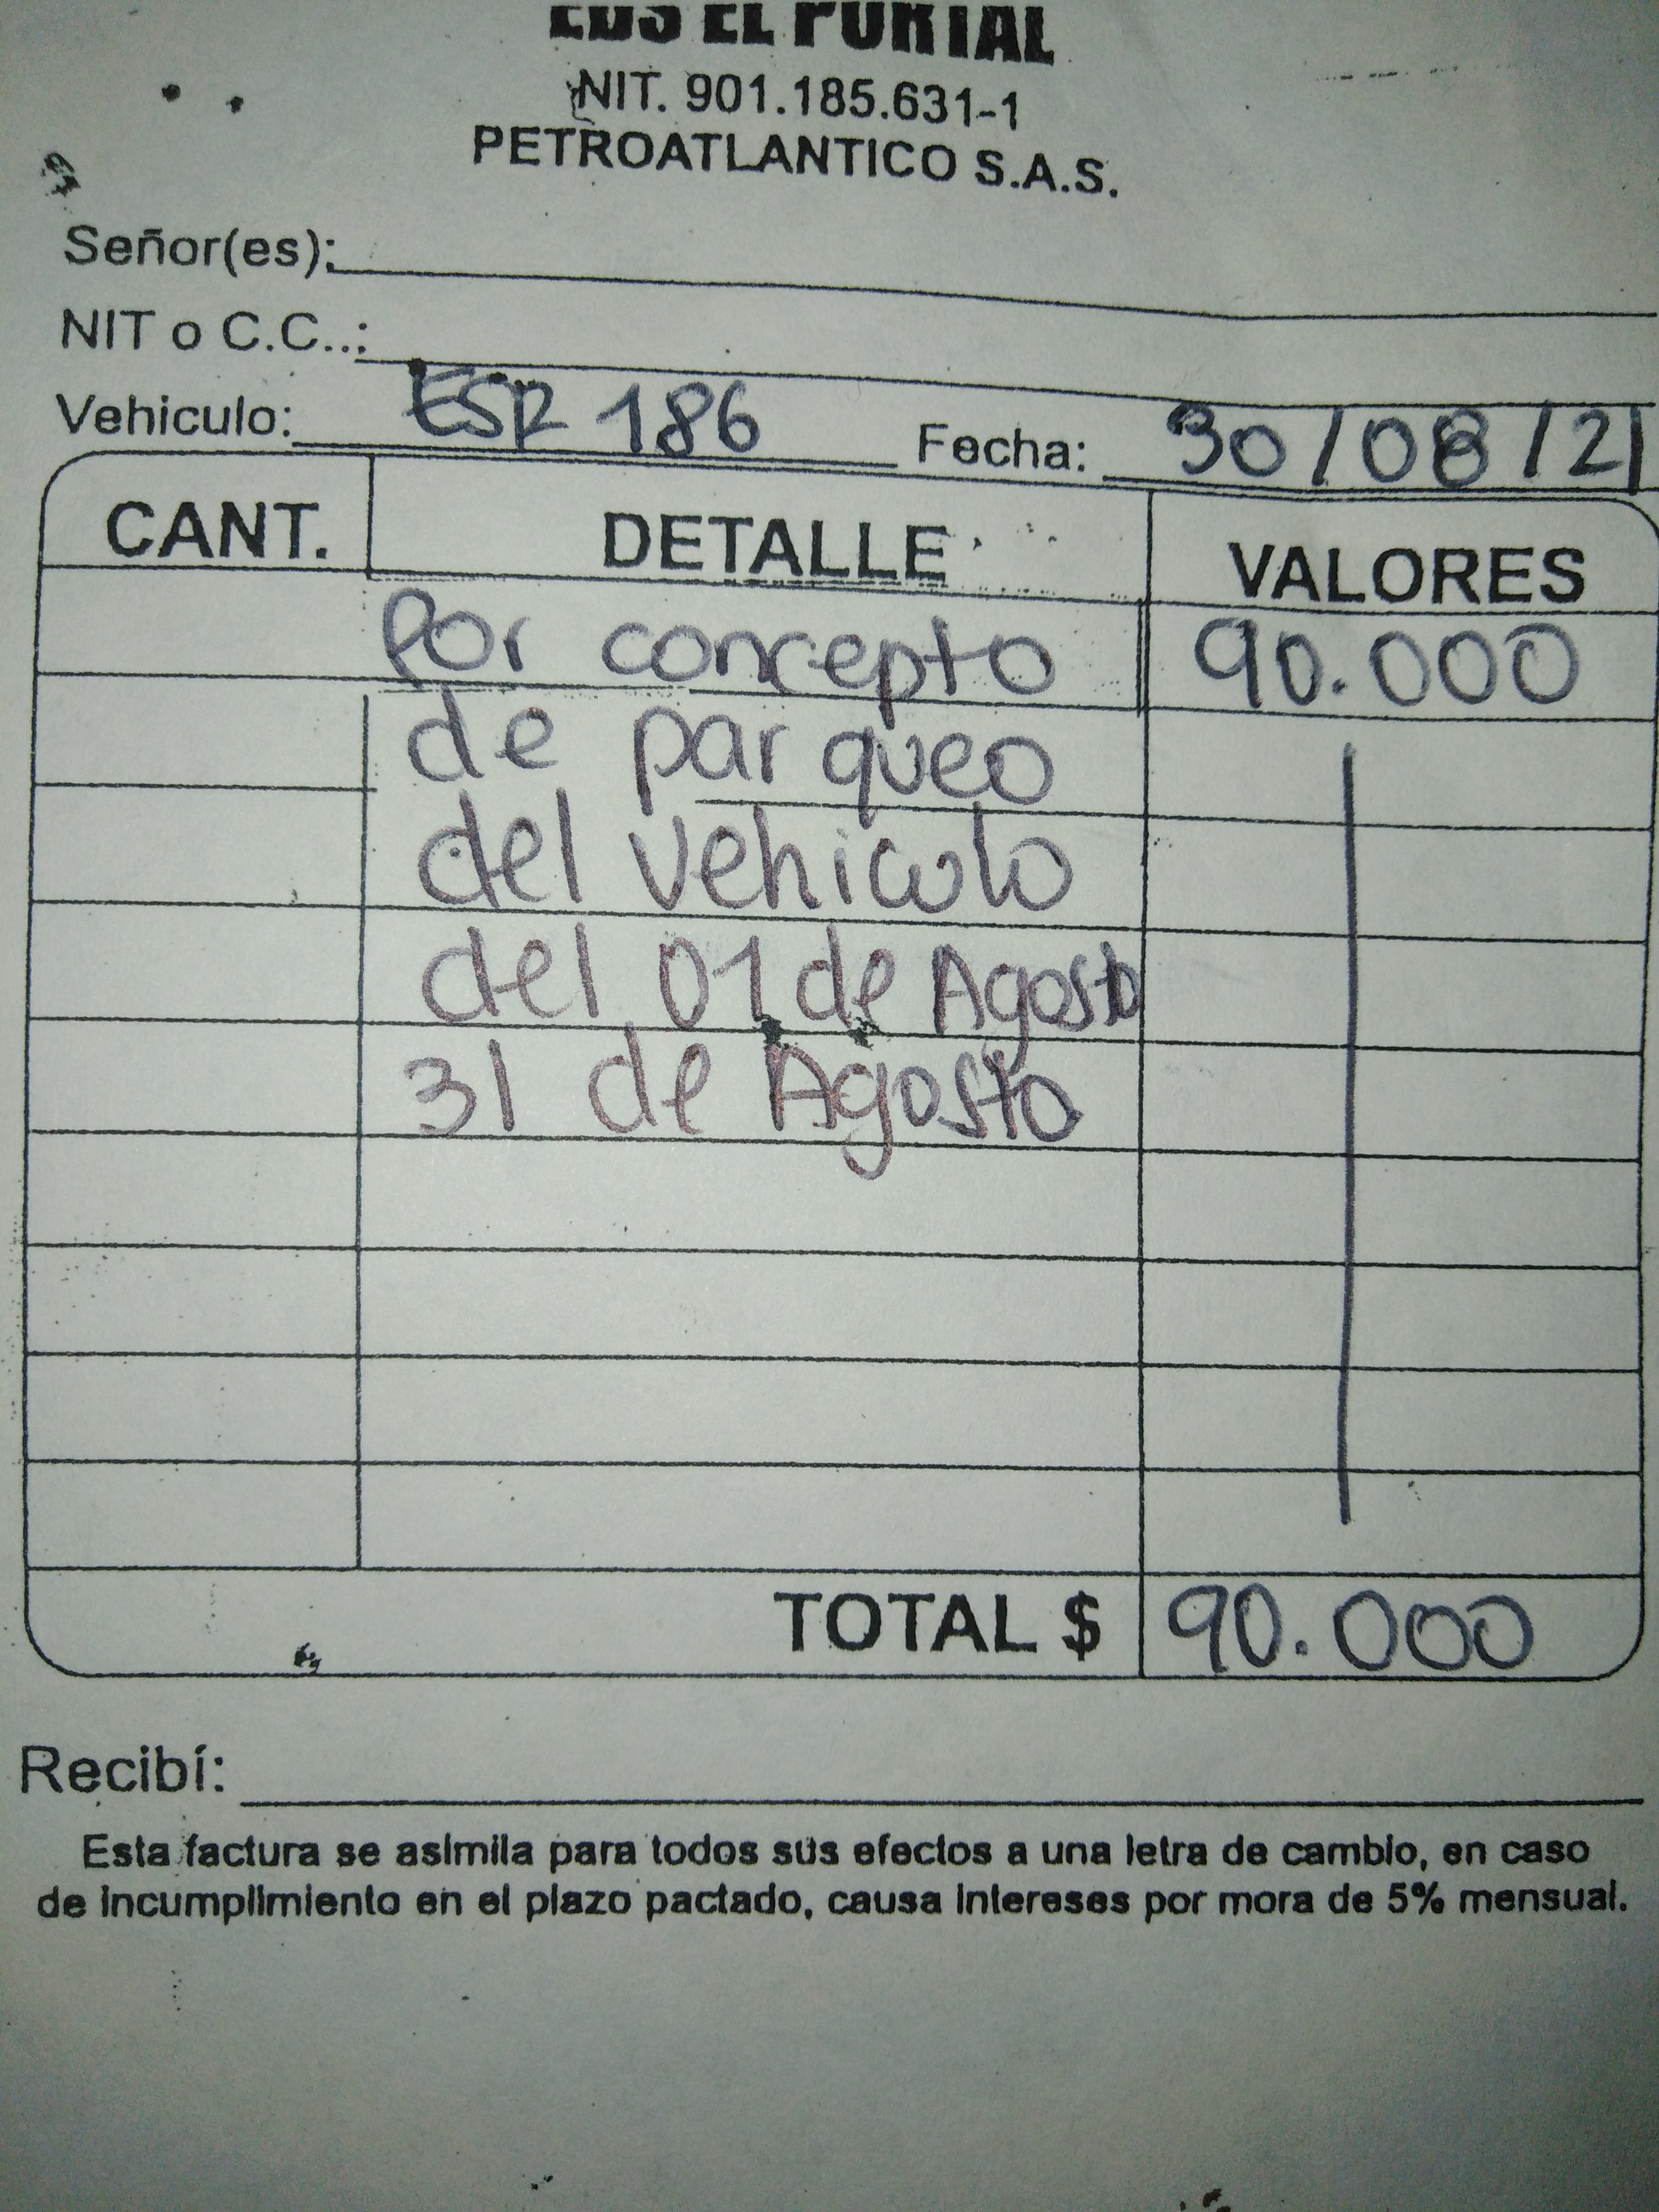 EDS EL PORTAL
NIT. 901.185.631-1
PETROATLANTICO S.A.S.
Señor(es):
NIT o C.C..:
Vehiculo: ESR 186 Fecha: 30/08/21
CANT. DETALLE VALORES
Por concepto 90.000
de parqueo
del vehiculo
del 01 de Agosto
31 de Agosto
TOTAL $ 90.000
Recibí:
Esta factura se asimila para todos sus efectos a una letra de cambio, en caso
de incumplimiento en el plazo pactado, causa intereses por mora de 5% mensual.